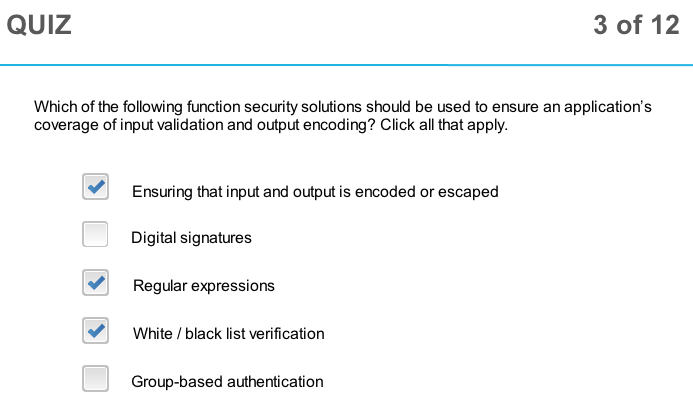 QUIZ
3 of 12
Which of the following function security solutions should be used to ensure an application's
coverage of input validation and output encoding? Click all that apply.
Ensuring that input and output is encoded or escaped
Digital signatures
Regular expressions
White / black list verification
Group-based authentication